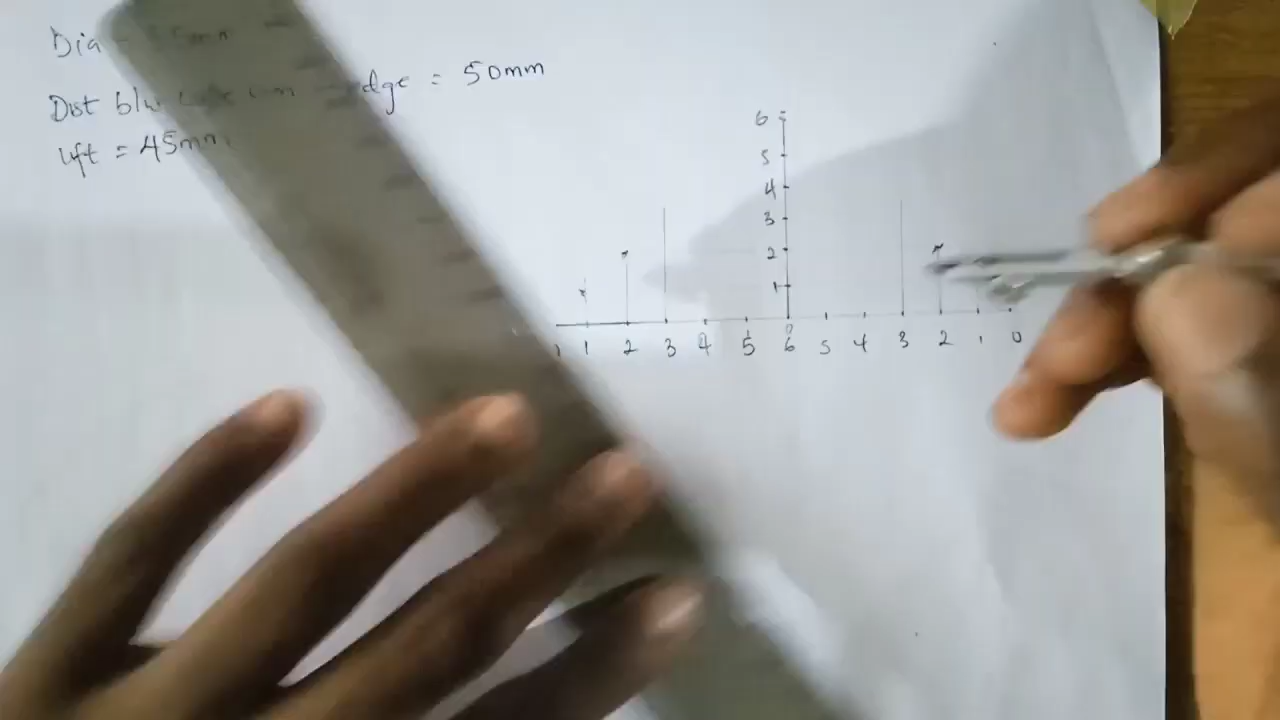 Dia
Dist b/w dge = 50mm
lift = 45mm
6
5
4
3
2
1
1 2 3 4 5 6 5 4 3 2 1 0